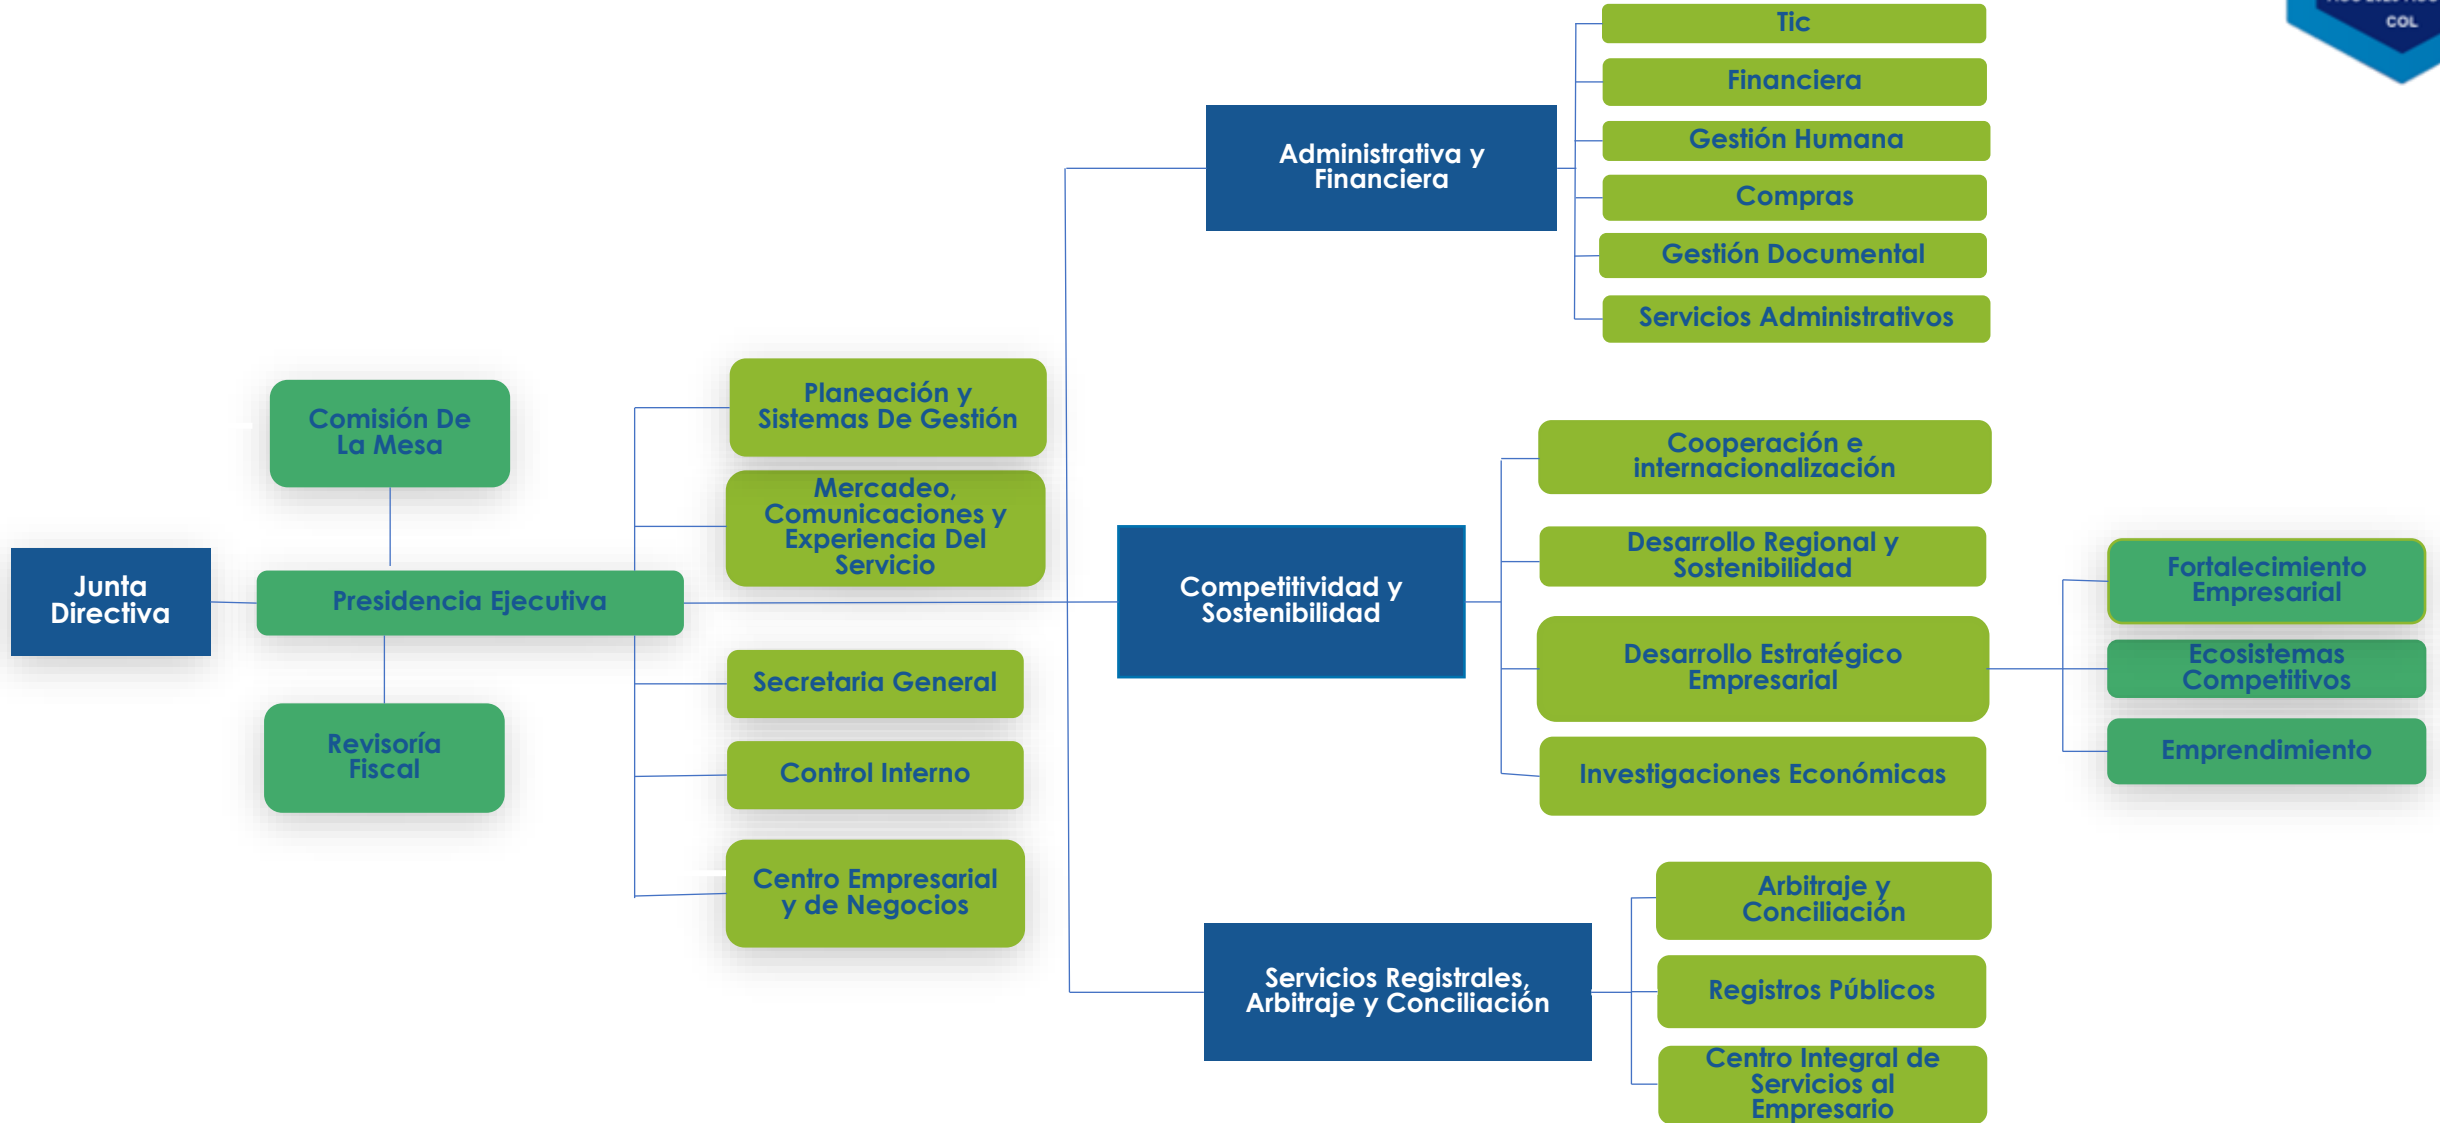 COL
Tic
Financiera
Gestión Humana
Compras
Gestión Documental
Servicios Administrativos
Administrativa y
Financiera
Planeación y
Sistemas De Gestión
Mercadeo,
Comunicaciones y
Experiencia Del
Servicio
Comisión De
La Mesa
Junta
Directiva
Presidencia Ejecutiva
Revisoría
Fiscal
Secretaria General
Control Interno
Centro Empresarial
y de Negocios
Competitividad y
Sostenibilidad
Cooperación e
internacionalización
Desarrollo Regional y
Sostenibilidad
Desarrollo Estratégico
Empresarial
Investigaciones Económicas
Fortalecimiento
Empresarial
Ecosistemas
Competitivos
Emprendimiento
Servicios Registrales,
Arbitraje y Conciliación
Arbitraje y
Conciliación
Registros Públicos
Centro Integral de
Servicios al
Empresario